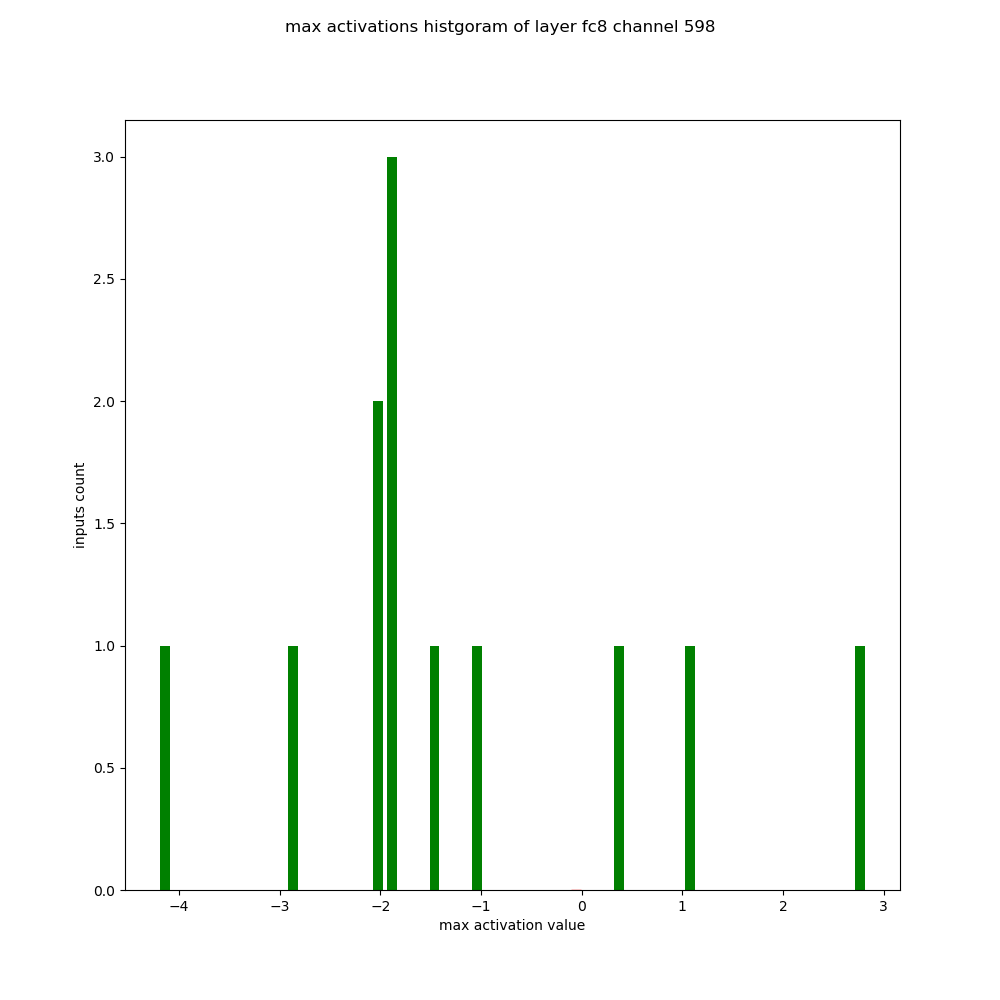 max activations histgoram of layer fc8 channel 598
3.0
2.5
2.0
1.5
1.0
0.5
0.0
inputs count
−4 −3 −2 −1 0 1 2 3
max activation value